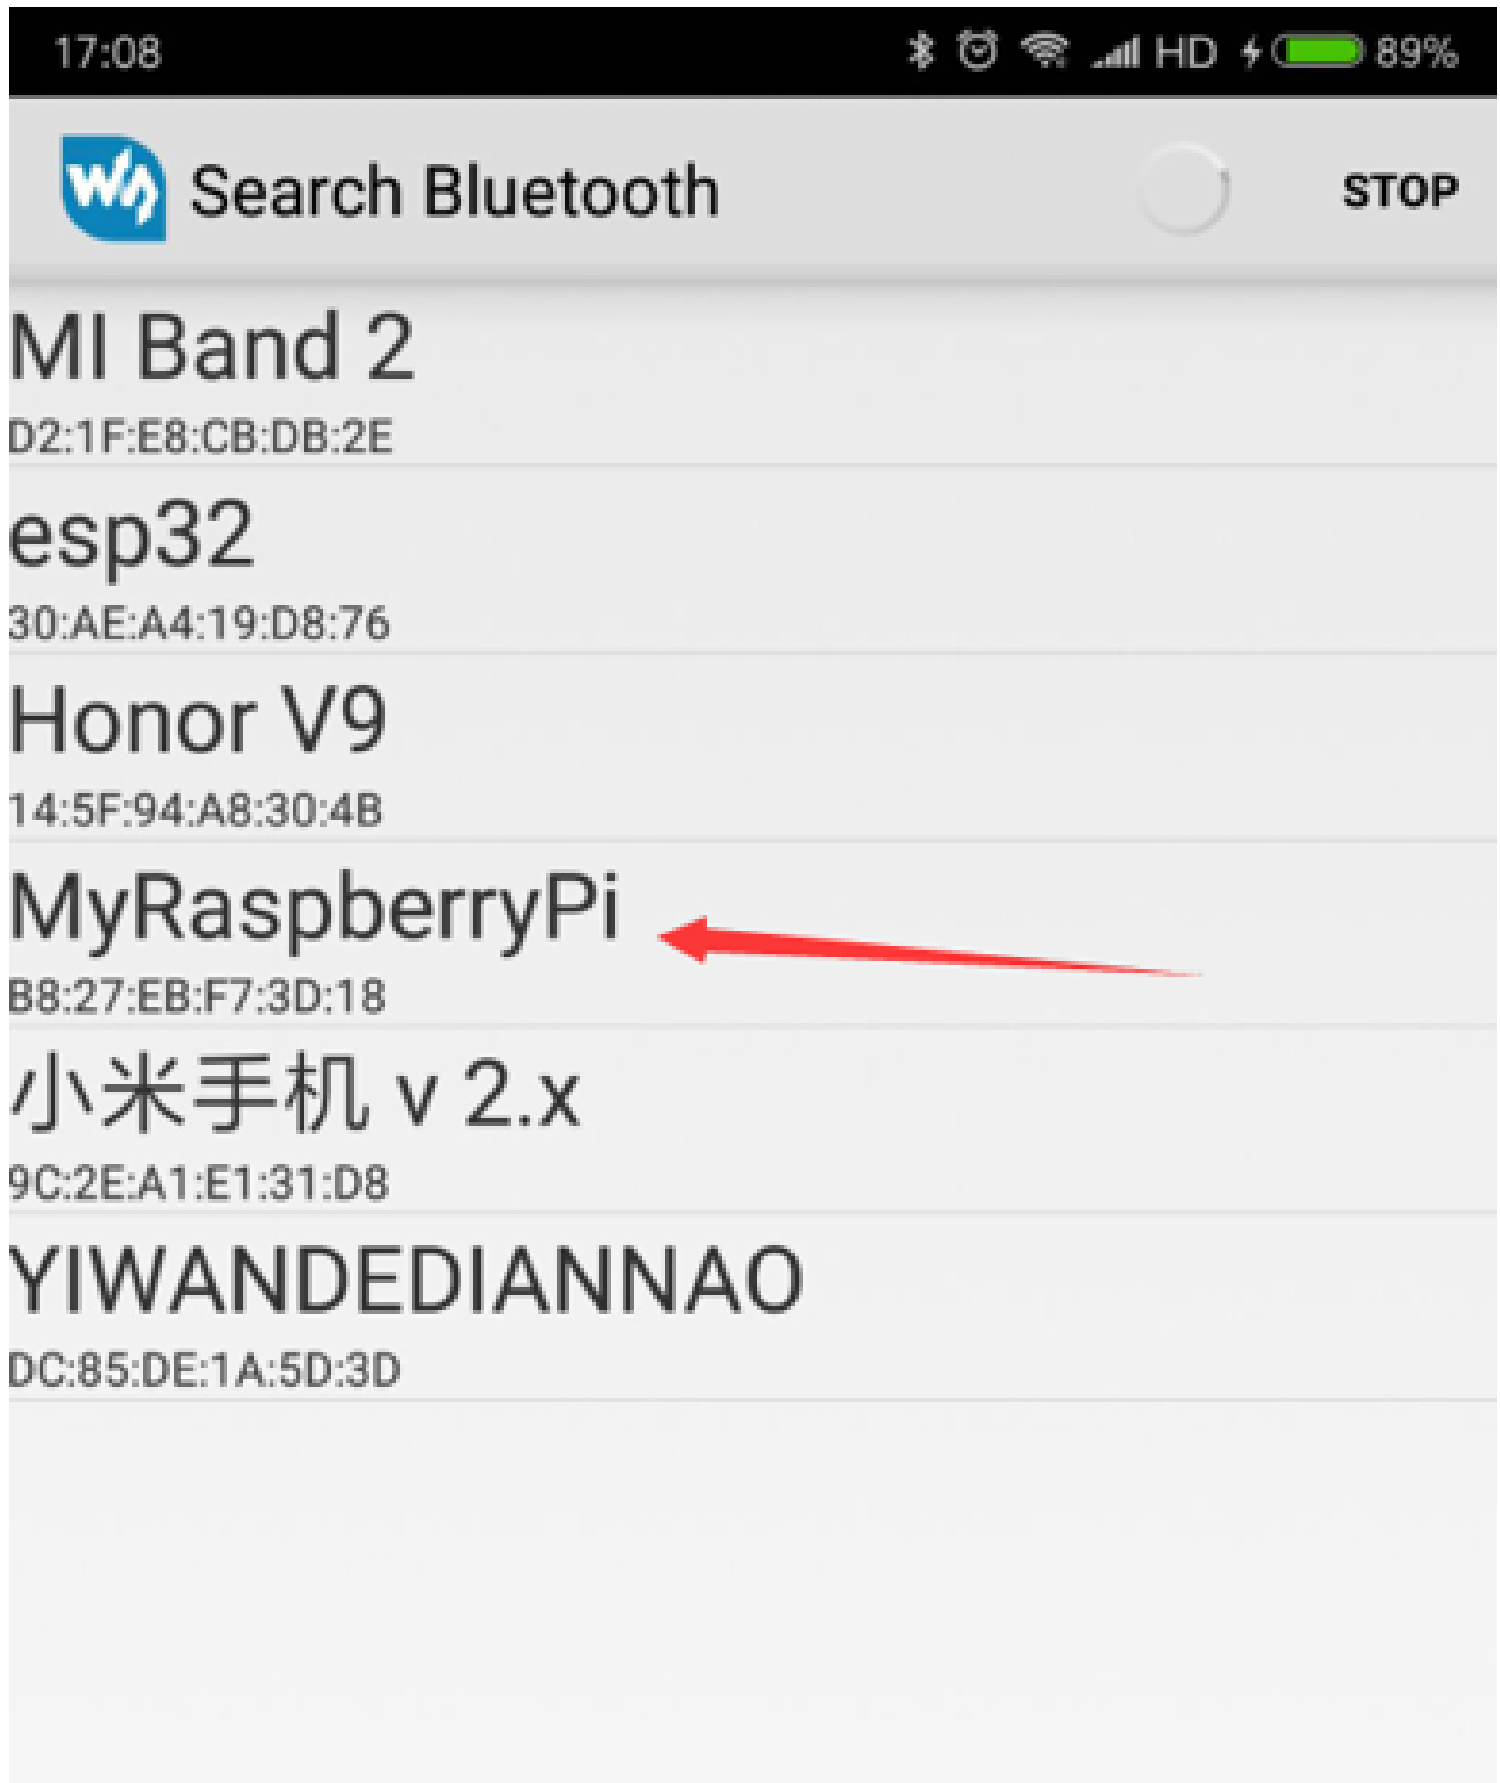 17:08 HD 89%
Search Bluetooth STOP
MI Band 2
D2:1F:E8:CB:DB:2E
esp32
30:AE:A4:19:D8:76
Honor V9
14:5F:94:A8:30:4B
MyRaspberryPi
B8:27:EB:F7:3D:18
小米手机 v 2.x
9C:2E:A1:E1:31:D8
YIWANDEDIANNAO
DC:85:DE:1A:5D:3D